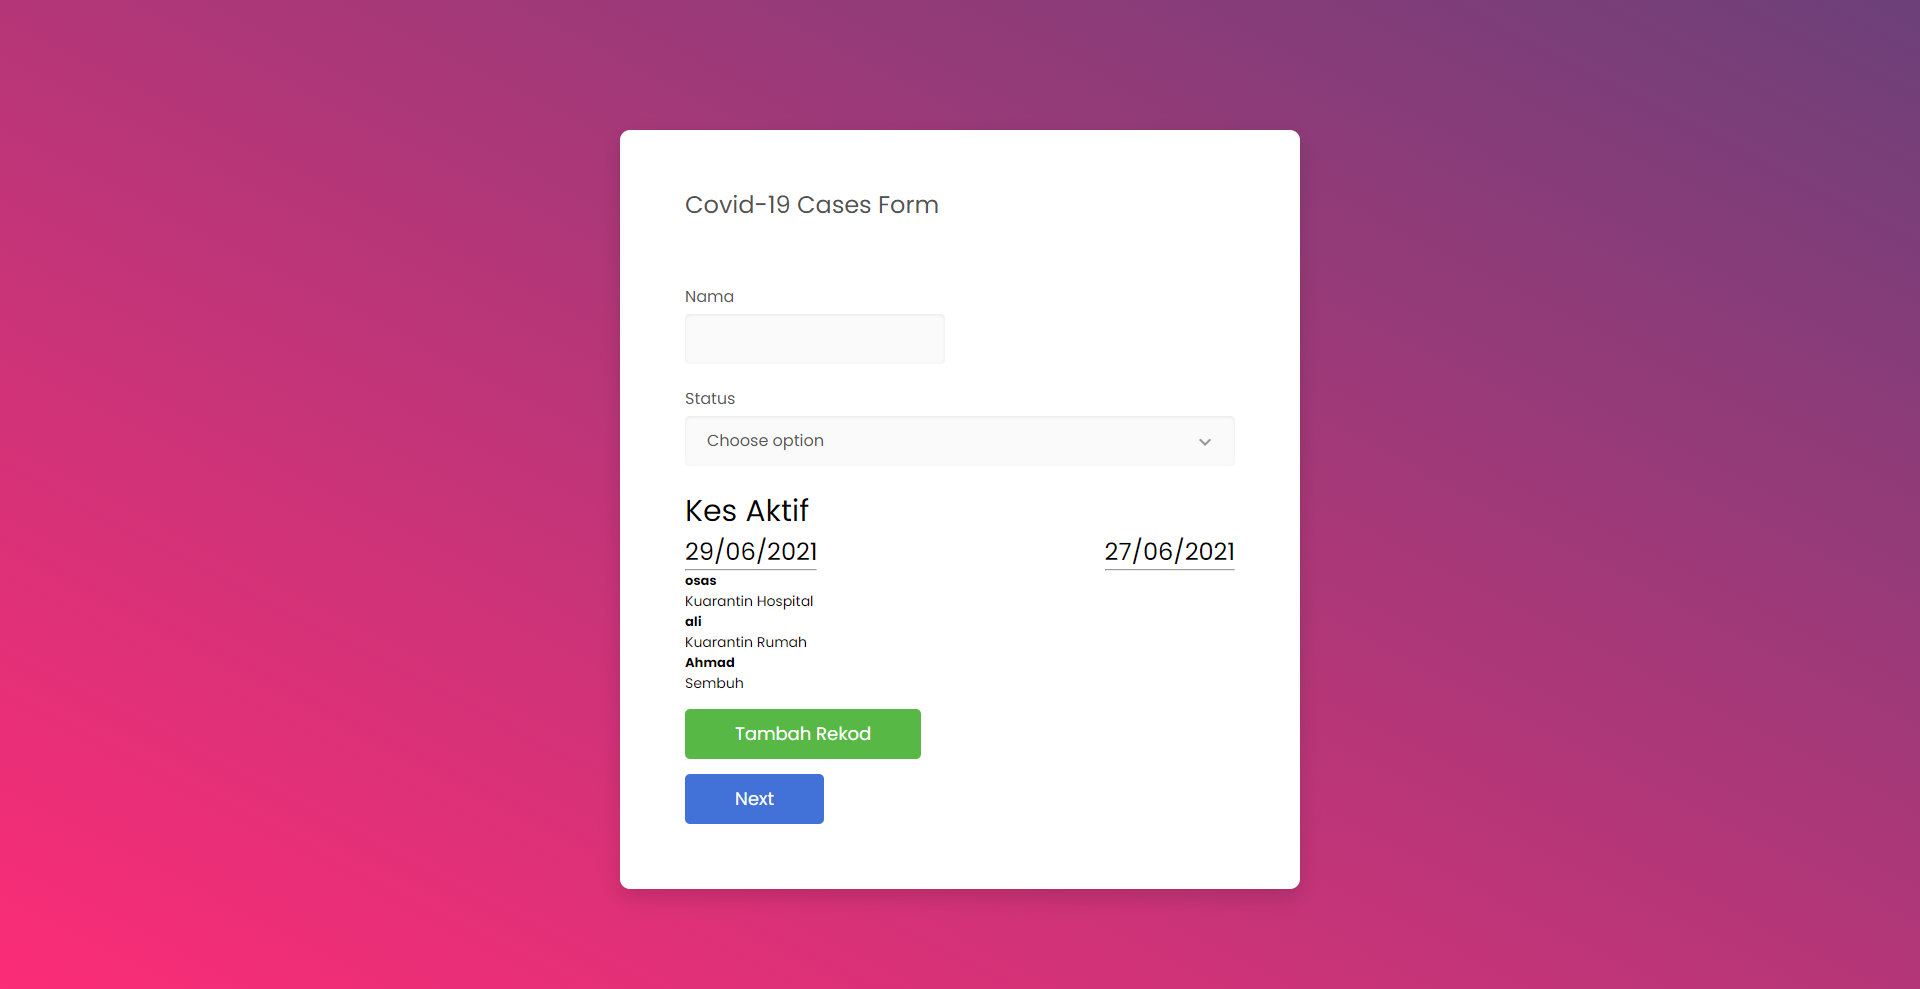 Covid-19 Cases Form
Nama
Status
Choose option
Kes Aktif
29/06/2021 27/06/2021
osas
Kuarantin Hospital
ali
Kuarantin Rumah
Ahmad
Sembuh
Tambah Rekod
Next